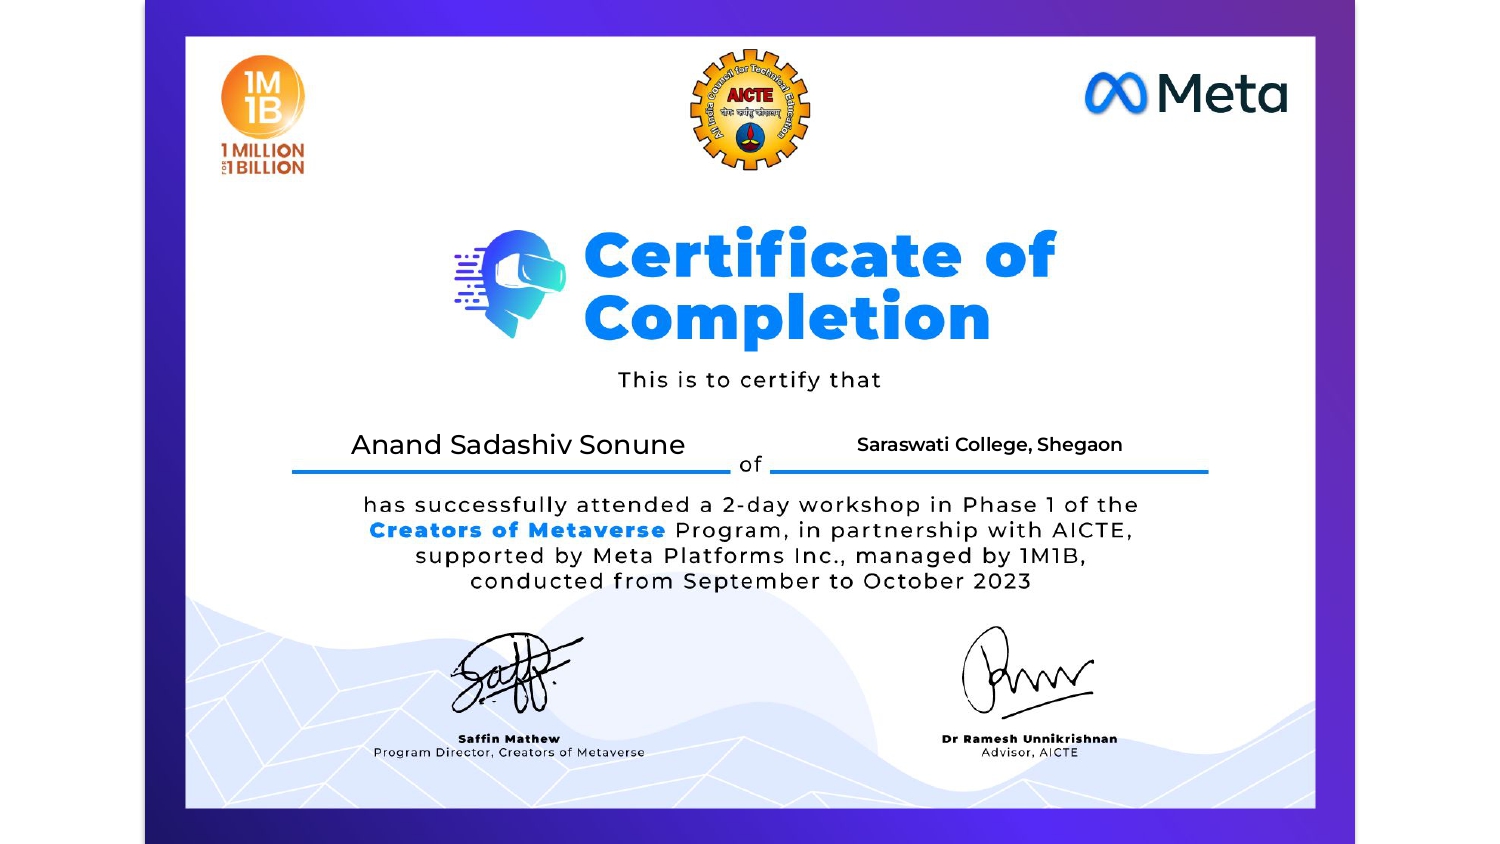 1M
1B
1 MILLION
FOR 1 BILLION
All India Council for Technical Education
AICTE
योगः कर्मसु कौशलम्
Meta
Certificate of
Completion
This is to certify that
Anand Sadashiv Sonune of Saraswati College, Shegaon
has successfully attended a 2-day workshop in Phase 1 of the
Creators of Metaverse Program, in partnership with AICTE,
supported by Meta Platforms Inc., managed by 1M1B,
conducted from September to October 2023
Saffin Mathew
Program Director, Creators of Metaverse
Dr Ramesh Unnikrishnan
Advisor, AICTE